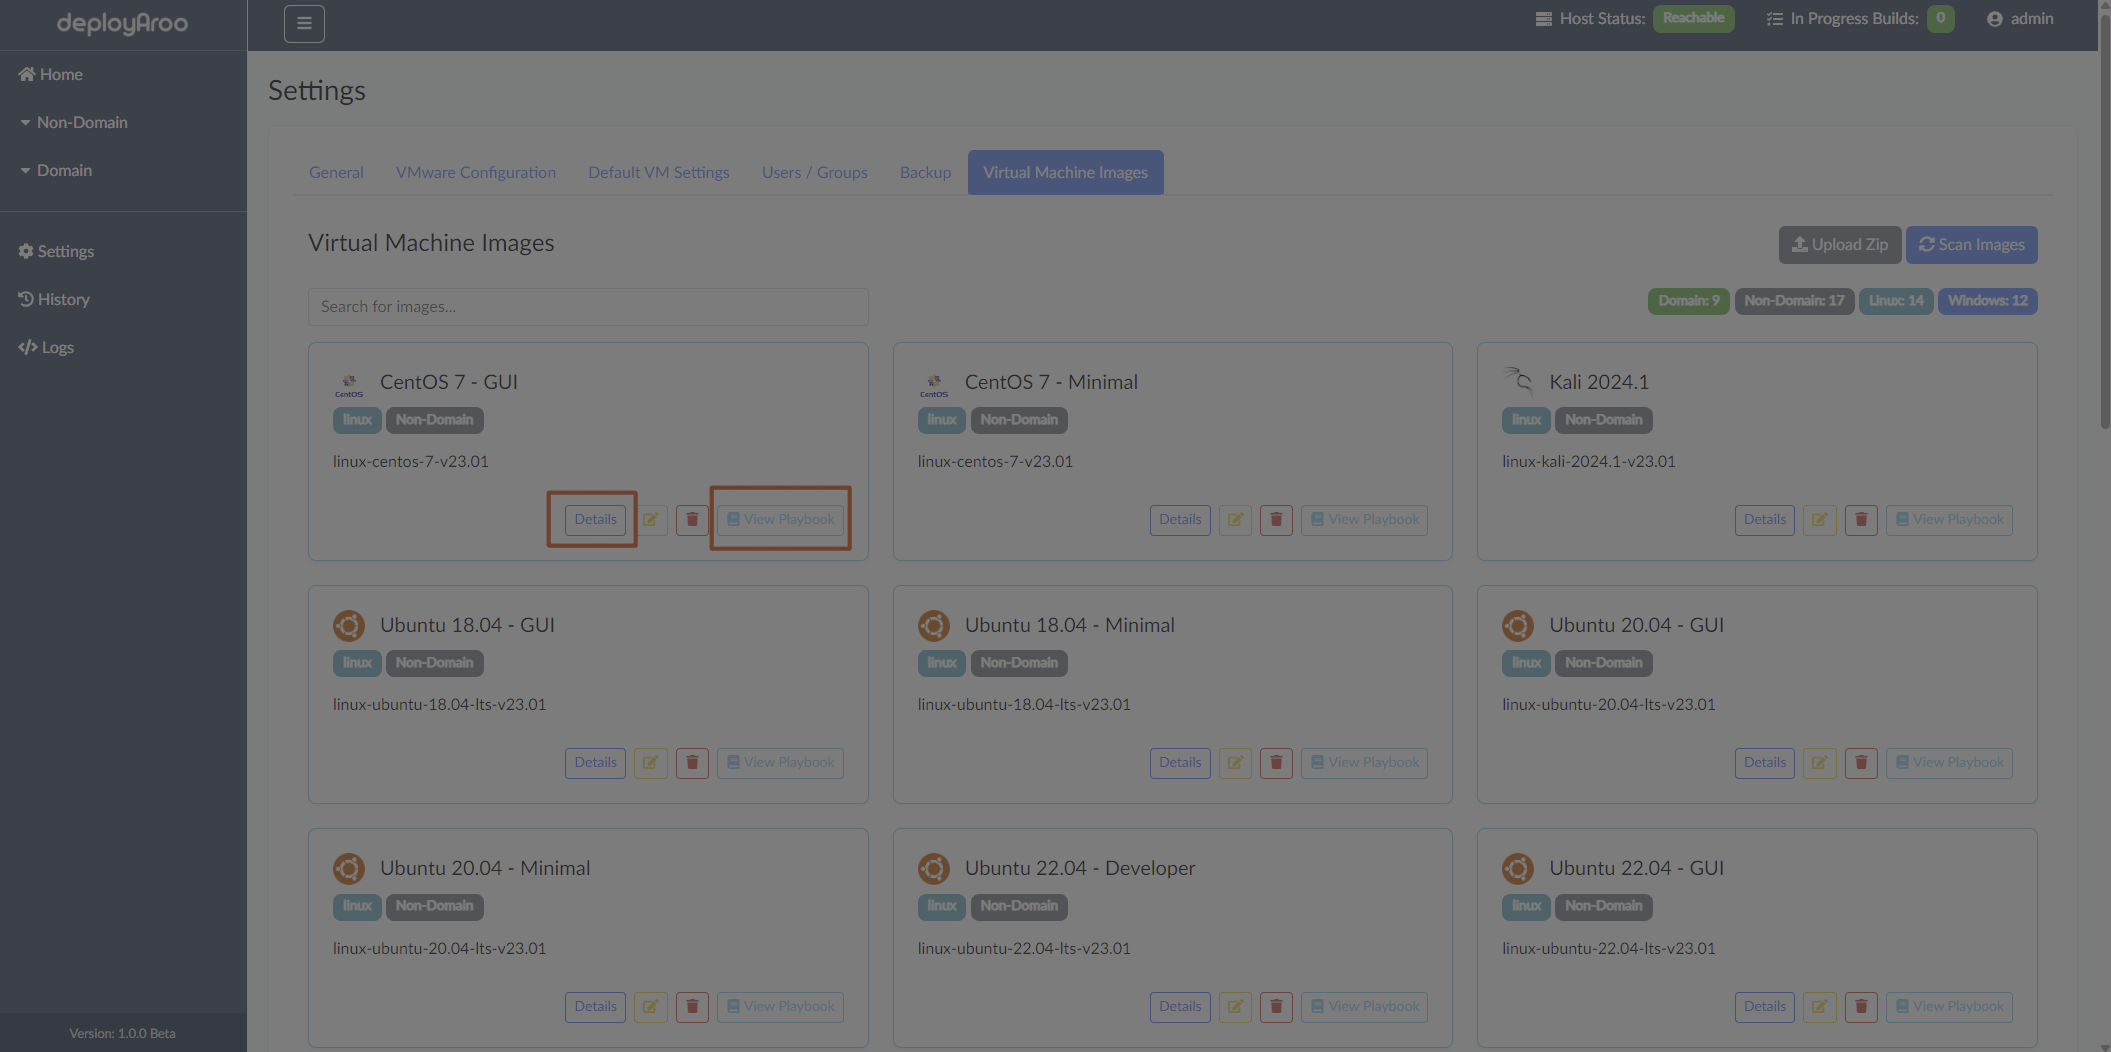 deployAroo
Host Status: Reachable
In Progress Builds: 0
admin
Home
Non-Domain
Domain
Settings
History
Logs
Version: 1.0.0 Beta
Settings
General VMware Configuration Default VM Settings Users / Groups Backup Virtual Machine Images
Virtual Machine Images
Upload Zip Scan Images
Search for images...
Domain: 9 Non-Domain: 17 Linux: 14 Windows: 12
CentOS
CentOS 7 - GUI
linux Non-Domain
linux-centos-7-v23.01
Details View Playbook
CentOS
CentOS 7 - Minimal
linux Non-Domain
linux-centos-7-v23.01
Details View Playbook
Kali 2024.1
linux Non-Domain
linux-kali-2024.1-v23.01
Details View Playbook
Ubuntu 18.04 - GUI
linux Non-Domain
linux-ubuntu-18.04-lts-v23.01
Details View Playbook
Ubuntu 18.04 - Minimal
linux Non-Domain
linux-ubuntu-18.04-lts-v23.01
Details View Playbook
Ubuntu 20.04 - GUI
linux Non-Domain
linux-ubuntu-20.04-lts-v23.01
Details View Playbook
Ubuntu 20.04 - Minimal
linux Non-Domain
linux-ubuntu-20.04-lts-v23.01
Details View Playbook
Ubuntu 22.04 - Developer
linux Non-Domain
linux-ubuntu-22.04-lts-v23.01
Details View Playbook
Ubuntu 22.04 - GUI
linux Non-Domain
linux-ubuntu-22.04-lts-v23.01
Details View Playbook